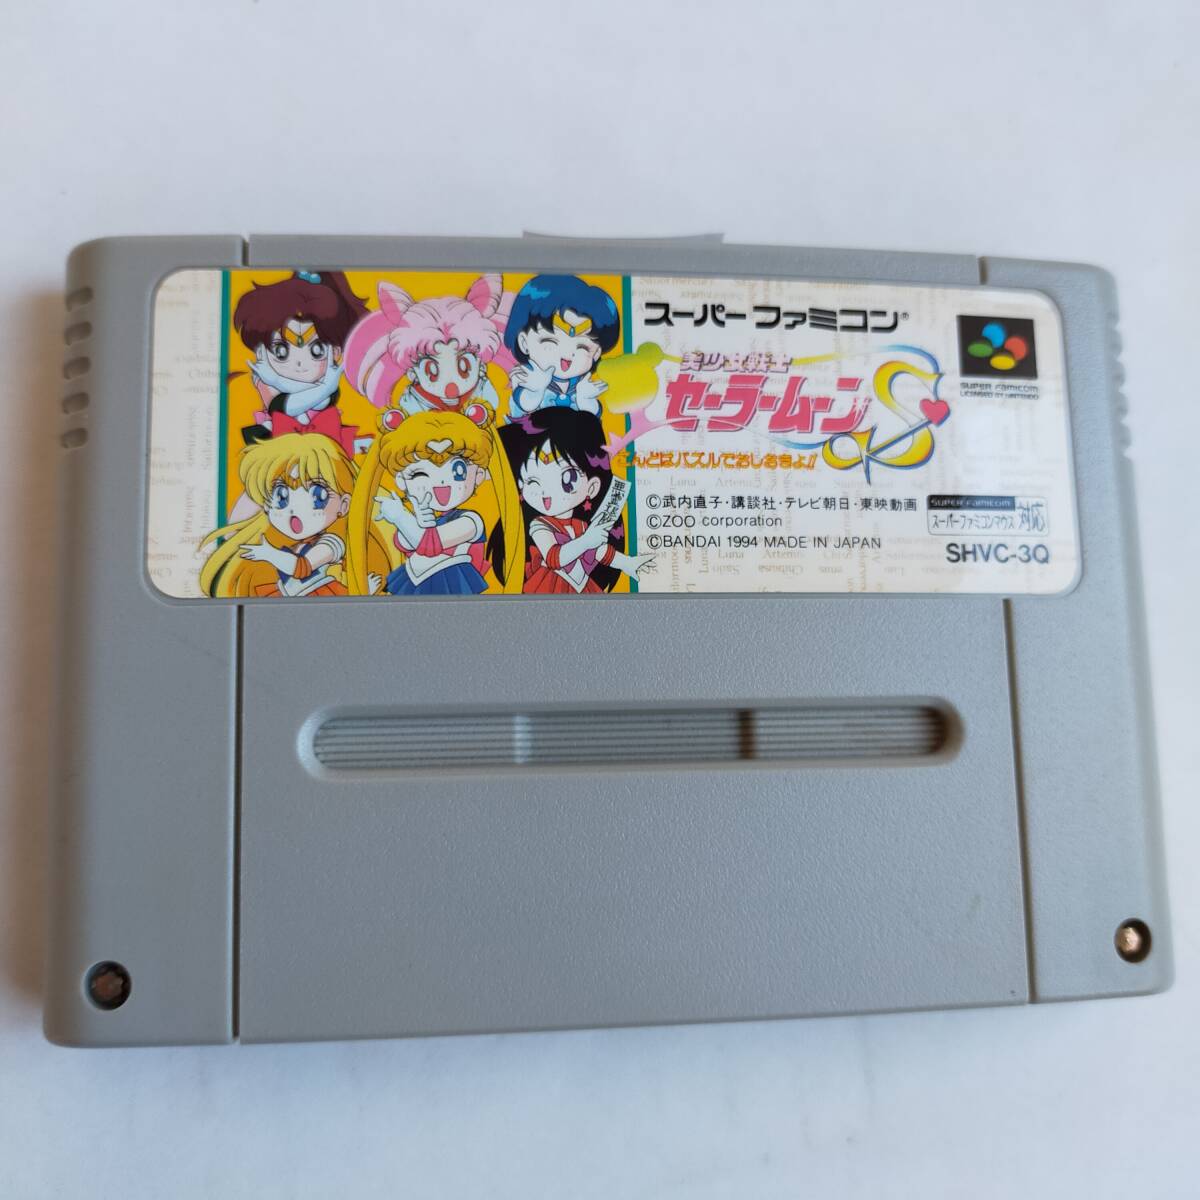 スーパーファミコン®
美少女戦士
セーラームーンS
こんどはパズルでおしおきよ!!
SUPER FAMICOM
LICENSED BY NINTENDO
悪霊退散
©武内直子・講談社・テレビ朝日・東映動画
©ZOO corporation
©BANDAI 1994 MADE IN JAPAN
SUPER FAMICOM
スーパーファミコンマウス 対応
SHVC-3Q